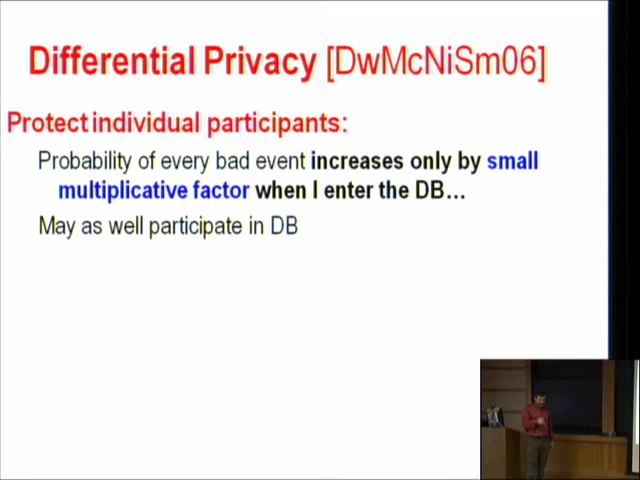 Differential Privacy [DwMcNiSm06]
Protect individual participants:
Probability of every bad event increases only by small
multiplicative factor when I enter the DB...
May as well participate in DB